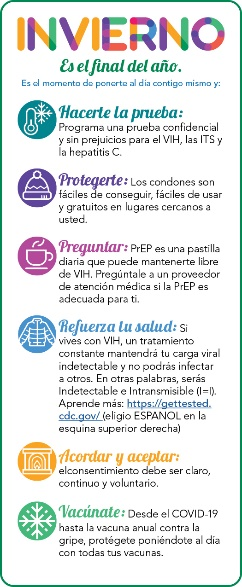 INVIERNO
Es el final del año.
Es el momento de ponerte al día contigo mismo y:
Hacerte la prueba:
Programa una prueba confidencial
y sin prejuicios para el VIH, las ITS y
la hepatitis C.
Protegerte: Los condones son
fáciles de conseguir, fáciles de usar
y gratuitos en lugares cercanos a
usted.
Preguntar: PrEP es una pastilla
diaria que puede mantenerte libre
de VIH. Pregúntale a un proveedor
de atención médica si la PrEP es
adecuada para ti.
Refuerza tu salud: Si
vives con VIH, un tratamiento
constante mantendrá tu carga viral
indetectable y no podrás infectar
a otros. En otras palabras, serás
Indetectable e Intransmisible (I=I).
Aprende más: https://gettested.
cdc.gov/ (eligio ESPANOL en la
esquina superior derecha)
Acordar y aceptar:
elconsentimiento debe ser claro,
continuo y voluntario.
Vacúnate: Desde el COVID-19
hasta la vacuna anual contra la
gripe, protégete poniéndote al día
con todas tus vacunas.